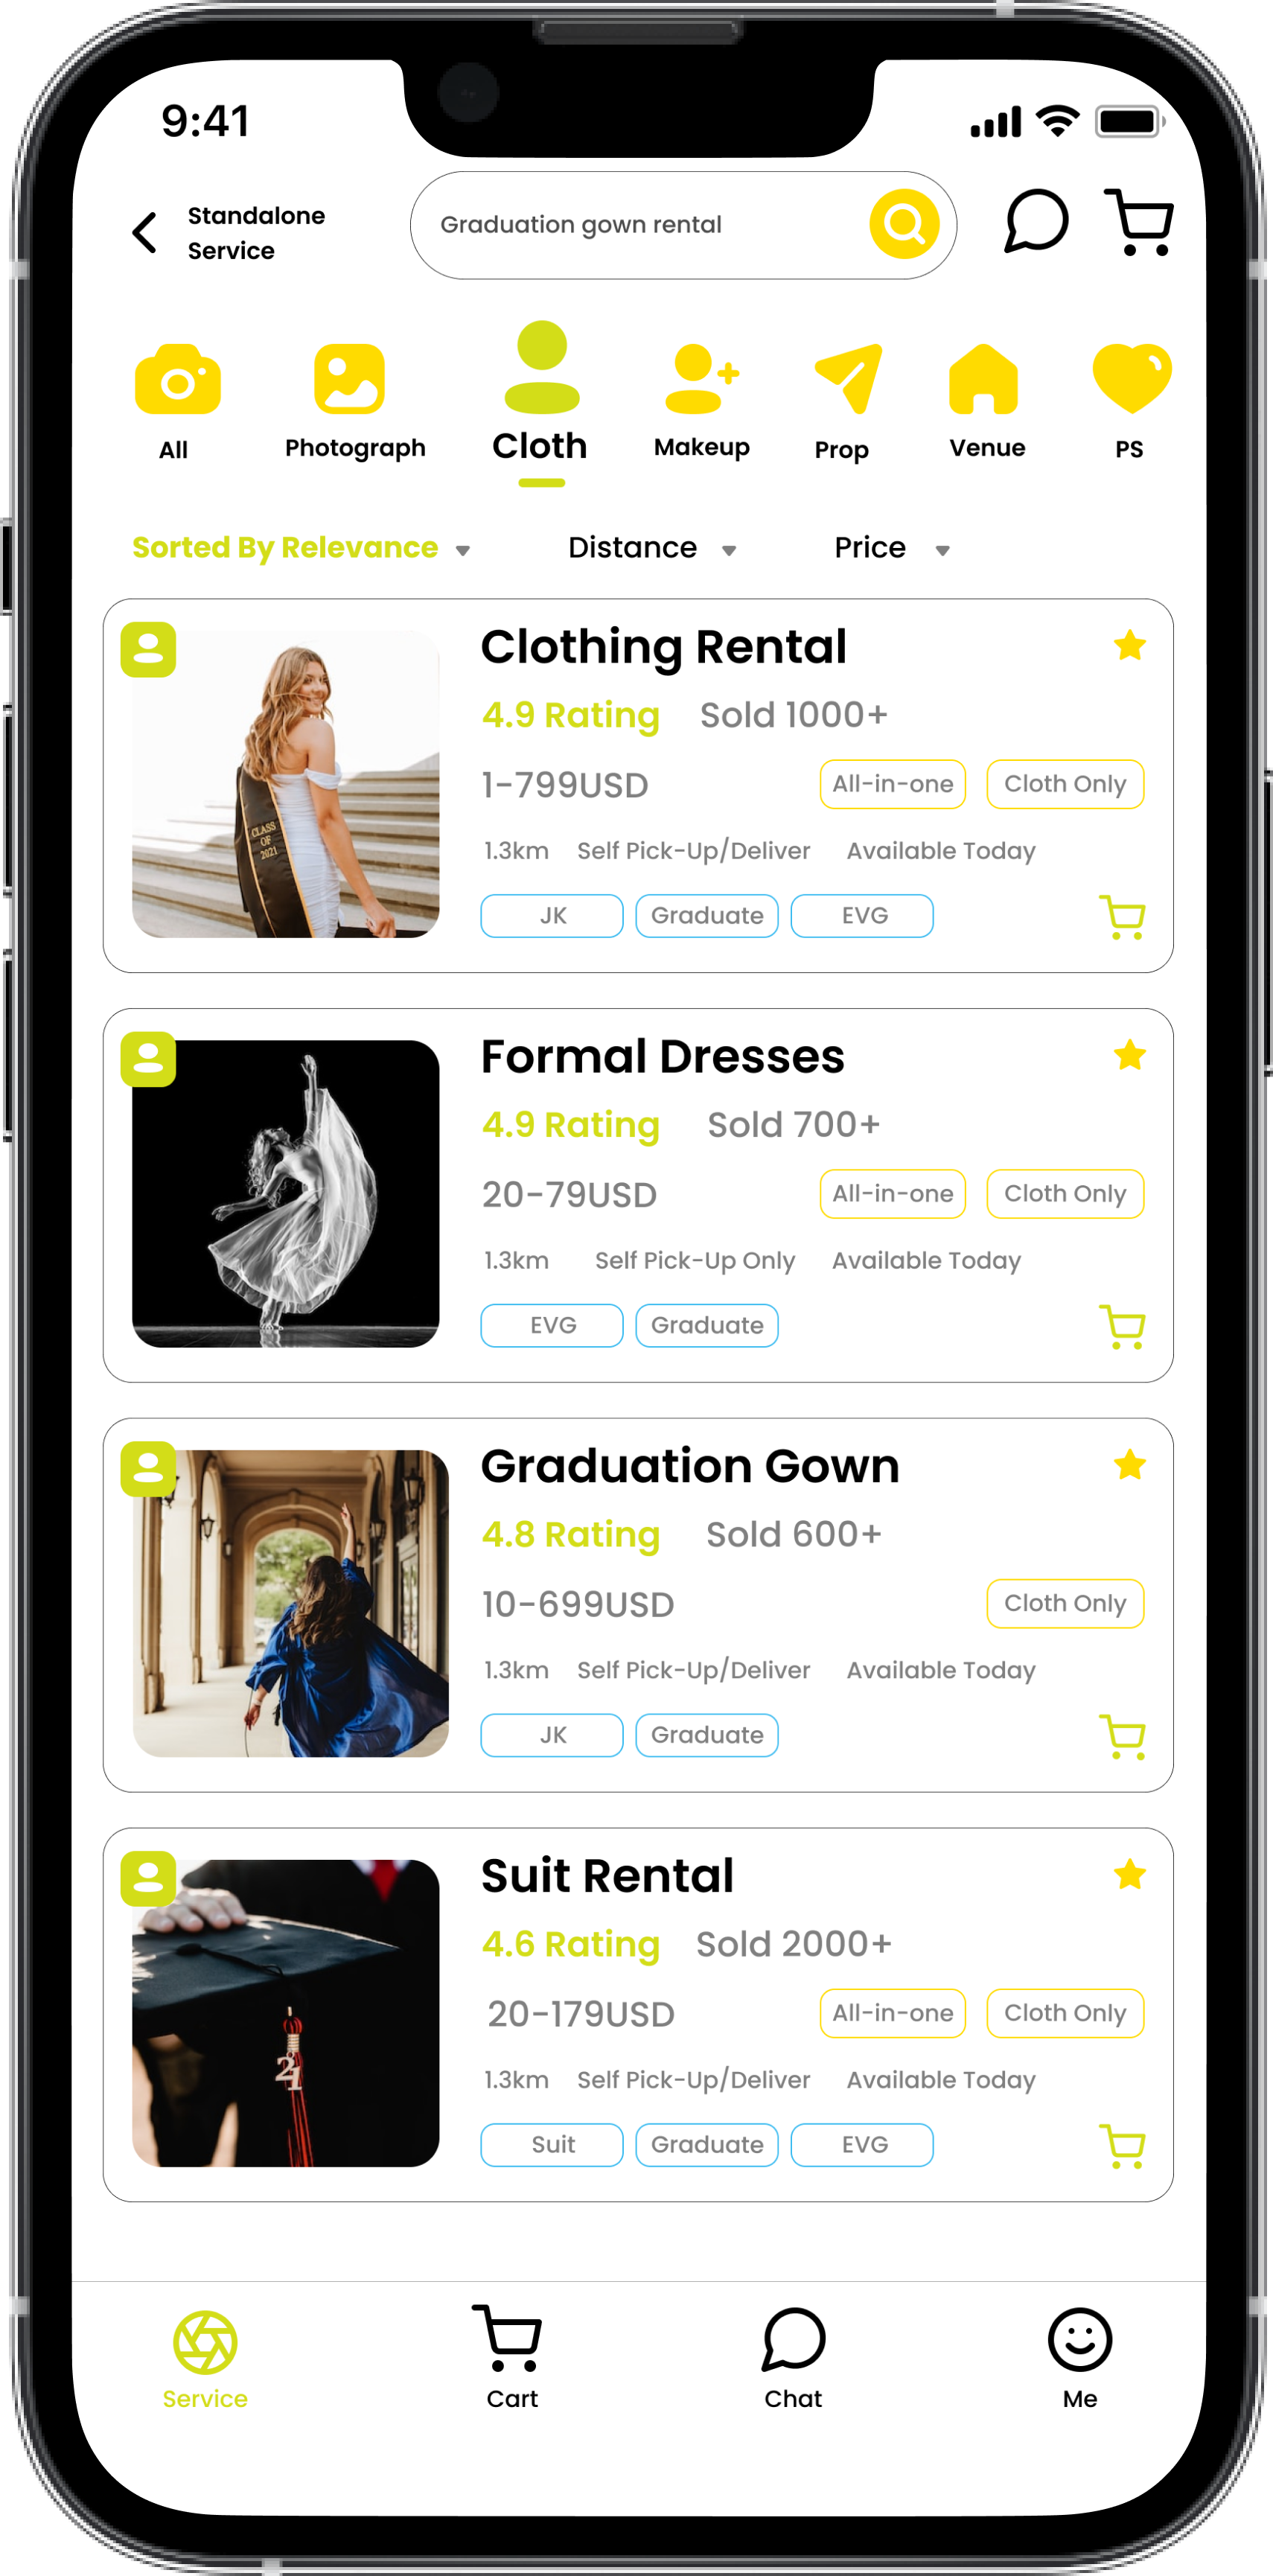 9:41
Standalone
Service
Graduation gown rental
All Photograph Cloth Makeup Prop Venue PS
Sorted By Relevance Distance Price
Clothing Rental
4.9 Rating Sold 1000+
1-799USD All-in-one Cloth Only
1.3km Self Pick-Up/Deliver Available Today
JK Graduate EVG
CLASS
OF
2021
Formal Dresses
4.9 Rating Sold 700+
20-79USD All-in-one Cloth Only
1.3km Self Pick-Up Only Available Today
EVG Graduate
Graduation Gown
4.8 Rating Sold 600+
10-699USD Cloth Only
1.3km Self Pick-Up/Deliver Available Today
JK Graduate
Suit Rental
4.6 Rating Sold 2000+
20-179USD All-in-one Cloth Only
1.3km Self Pick-Up/Deliver Available Today
Suit Graduate EVG
21
Service Cart Chat Me